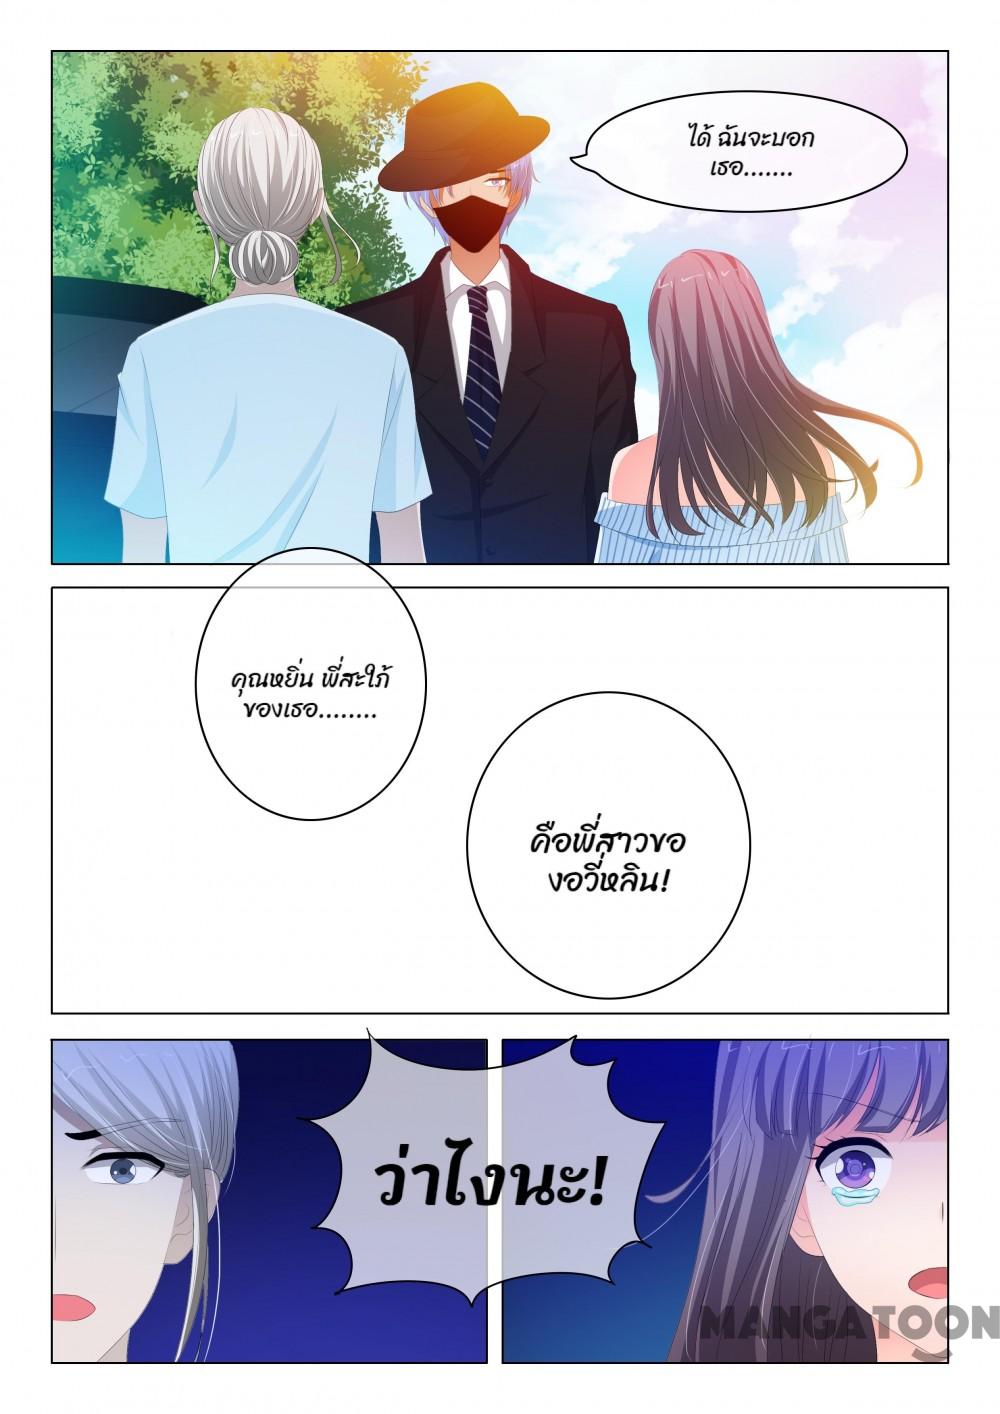 ได้ ฉันจะบอก
เธอ.......
คุณหยิ่น พี่สะใภ้
ของเธอ........
คือพี่สาวขอ
งอวี่หลิน!
ว่าไงนะ!
MANGATOON